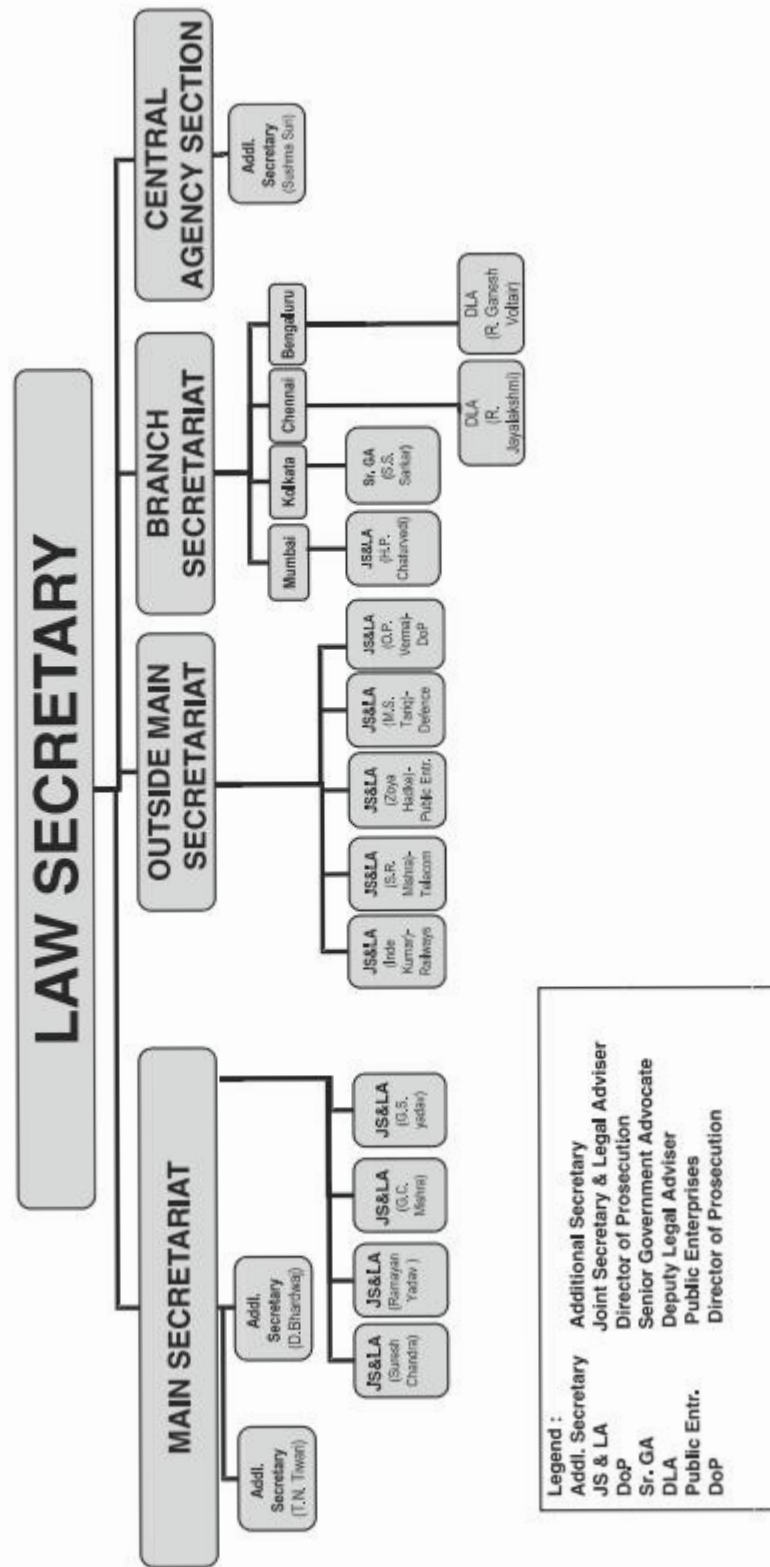 LAW SECRETARY
MAIN SECRETARIAT
Addl.
Secretary
(T.N. Tiwari)
Addl.
Secretary
(D.Bhardwaj)
JS&LA
(Suresh
Chandra)
JS&LA
(Ramayan
Yadav )
JS&LA
(G.C.
Mishra)
JS&LA
(G.S.
yadav)
OUTSIDE MAIN
SECRETARIAT
JS&LA
(Inde
Kumar)-
Railways
JS&LA
(S.R.
Mishra)-
Telecom
JS&LA
(Zoya
Hadke)-
Public Entr.
JS&LA
(M.S.
Tariq)-
Defence
JS&LA
(O.P.
Verma)-
DoP
BRANCH
SECRETARIAT
Mumbai
Kolkata
Chennai
Bengaluru
JS&LA
(H.P.
Chaturvedi)
Sr. GA
(S.S.
Sarkar)
DLA
(R.
Jayalakshmi)
DLA
(R. Ganesh
Voltair)
CENTRAL
AGENCY SECTION
Addl.
Secretary
(Sushma Suri)
Legend :
Addl. Secretary Additional Secretary
JS & LA Joint Secretary & Legal Adviser
DoP Director of Prosecution
Sr. GA Senior Government Advocate
DLA Deputy Legal Adviser
Public Entr. Public Enterprises
DoP Director of Prosecution